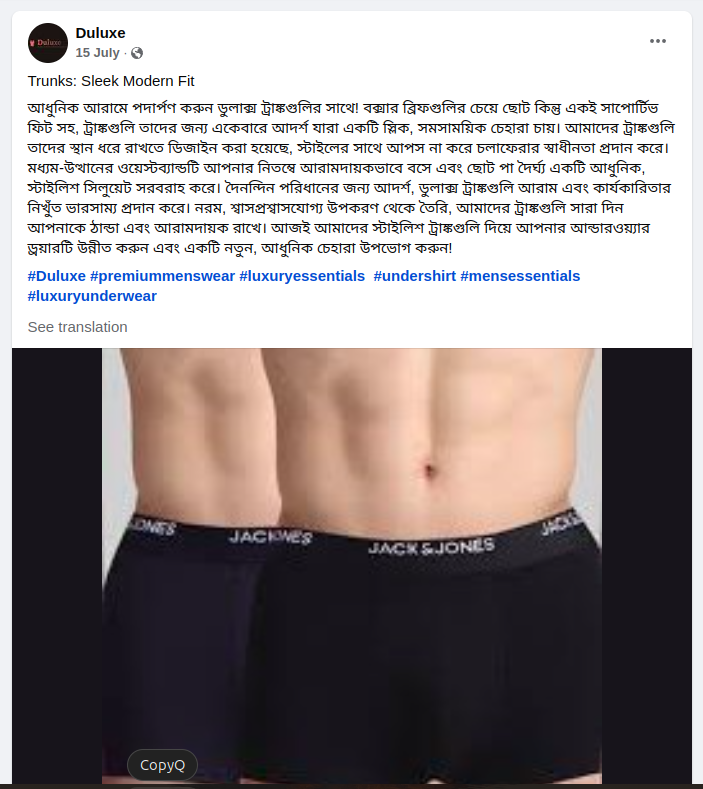 Duluxe
Duluxe
15 July ·
Trunks: Sleek Modern Fit
আধুনিক আরামে পদার্পণ করুন ডুলাক্স ট্রাঙ্কগুলির সাথে! বক্সার ব্রিফগুলির চেয়ে ছোট কিন্তু একই সাপোর্টিভ
ফিট সহ, ট্রাঙ্কগুলি তাদের জন্য একেবারে আদর্শ যারা একটি স্লিক, সমসাময়িক চেহারা চায়। আমাদের ট্রাঙ্কগুলি
তাদের স্থান ধরে রাখতে ডিজাইন করা হয়েছে, স্টাইলের সাথে আপস না করে চলাফেরার স্বাধীনতা প্রদান করে।
মধ্যম-উত্থানের ওয়েস্টব্যান্ডটি আপনার নিতম্বে আরামদায়কভাবে বসে এবং ছোট পা দৈর্ঘ্য একটি আধুনিক,
স্টাইলিশ সিলুয়েট সরবরাহ করে। দৈনন্দিন পরিধানের জন্য আদর্শ, ডুলাক্স ট্রাঙ্কগুলি আরাম এবং কার্যকারিতার
নিখুঁত ভারসাম্য প্রদান করে। নরম, শ্বাসপ্রশ্বাসযোগ্য উপকরণ থেকে তৈরি, আমাদের ট্রাঙ্কগুলি সারা দিন
আপনাকে ঠান্ডা এবং আরামদায়ক রাখে। আজই আমাদের স্টাইলিশ ট্রাঙ্কগুলি দিয়ে আপনার আন্ডারওয়্যার
ড্রয়ারটি উন্নীত করুন এবং একটি নতুন, আধুনিক চেহারা উপভোগ করুন!
#Duluxe #premiummenswear #luxuryessentials #undershirt #mensessentials
#luxuryunderwear
See translation
JONES JACK JONES JACK & JONES JACK
CopyQ